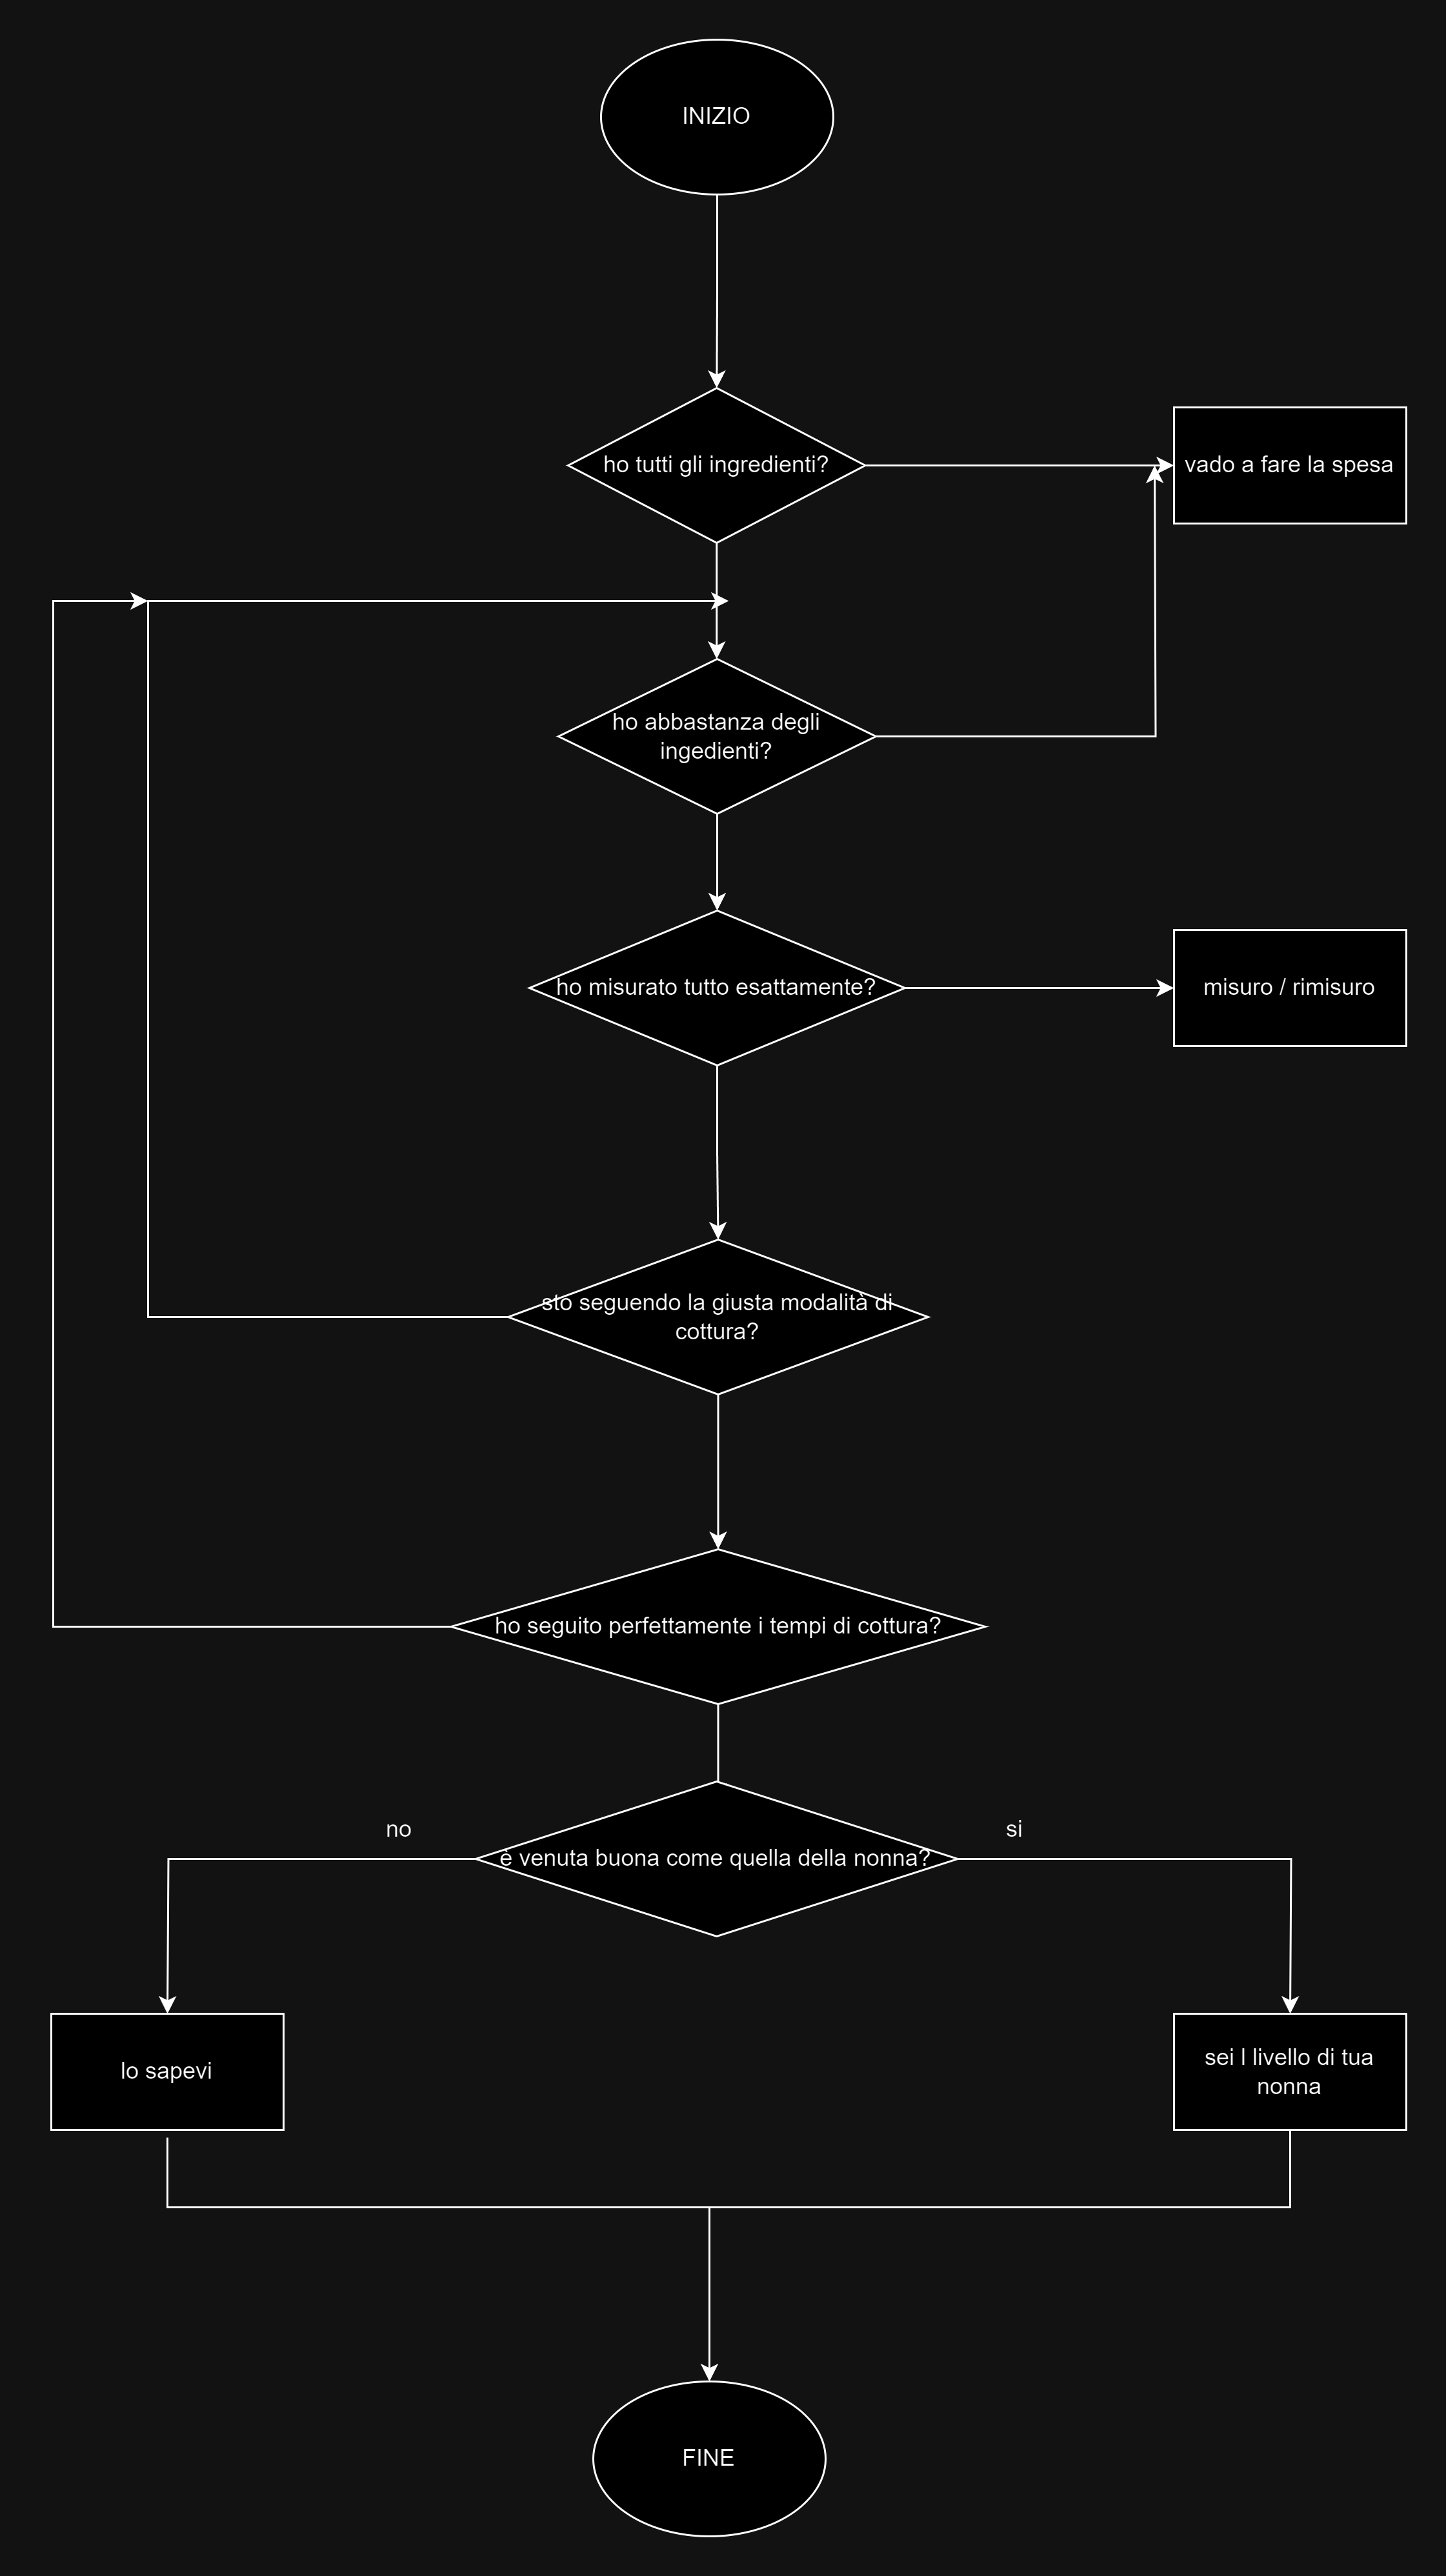 INIZIO
ho tutti gli ingredienti?
vado a fare la spesa
ho abbastanza degli
ingedienti?
ho misurato tutto esattamente?
misuro / rimisuro
sto seguendo la giusta modalità di
cottura?
ho seguito perfettamente i tempi di cottura?
no
si
è venuta buona come quella della nonna?
lo sapevi
sei l livello di tua
nonna
FINE